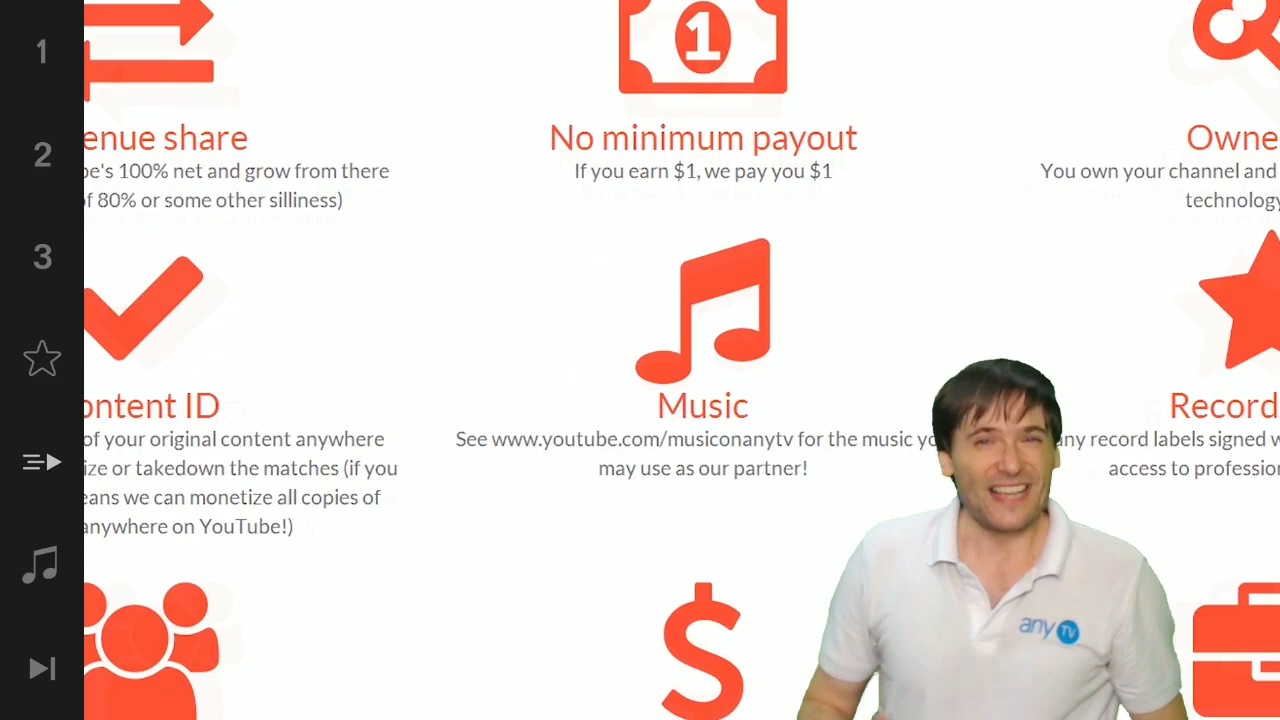 1
2
3
1
enue share
be's 100% net and grow from there
of 80% or some other silliness)
No minimum payout
If you earn $1, we pay you $1
Owne
You own your channel and
technology
ontent ID
of your original content anywhere
ize or takedown the matches (if you
eans we can monetize all copies of
anywhere on YouTube!)
Music
See www.youtube.com/musiconanytv for the music yo
may use as our partner!
Record
any record labels signed w
access to profession
$
any TV